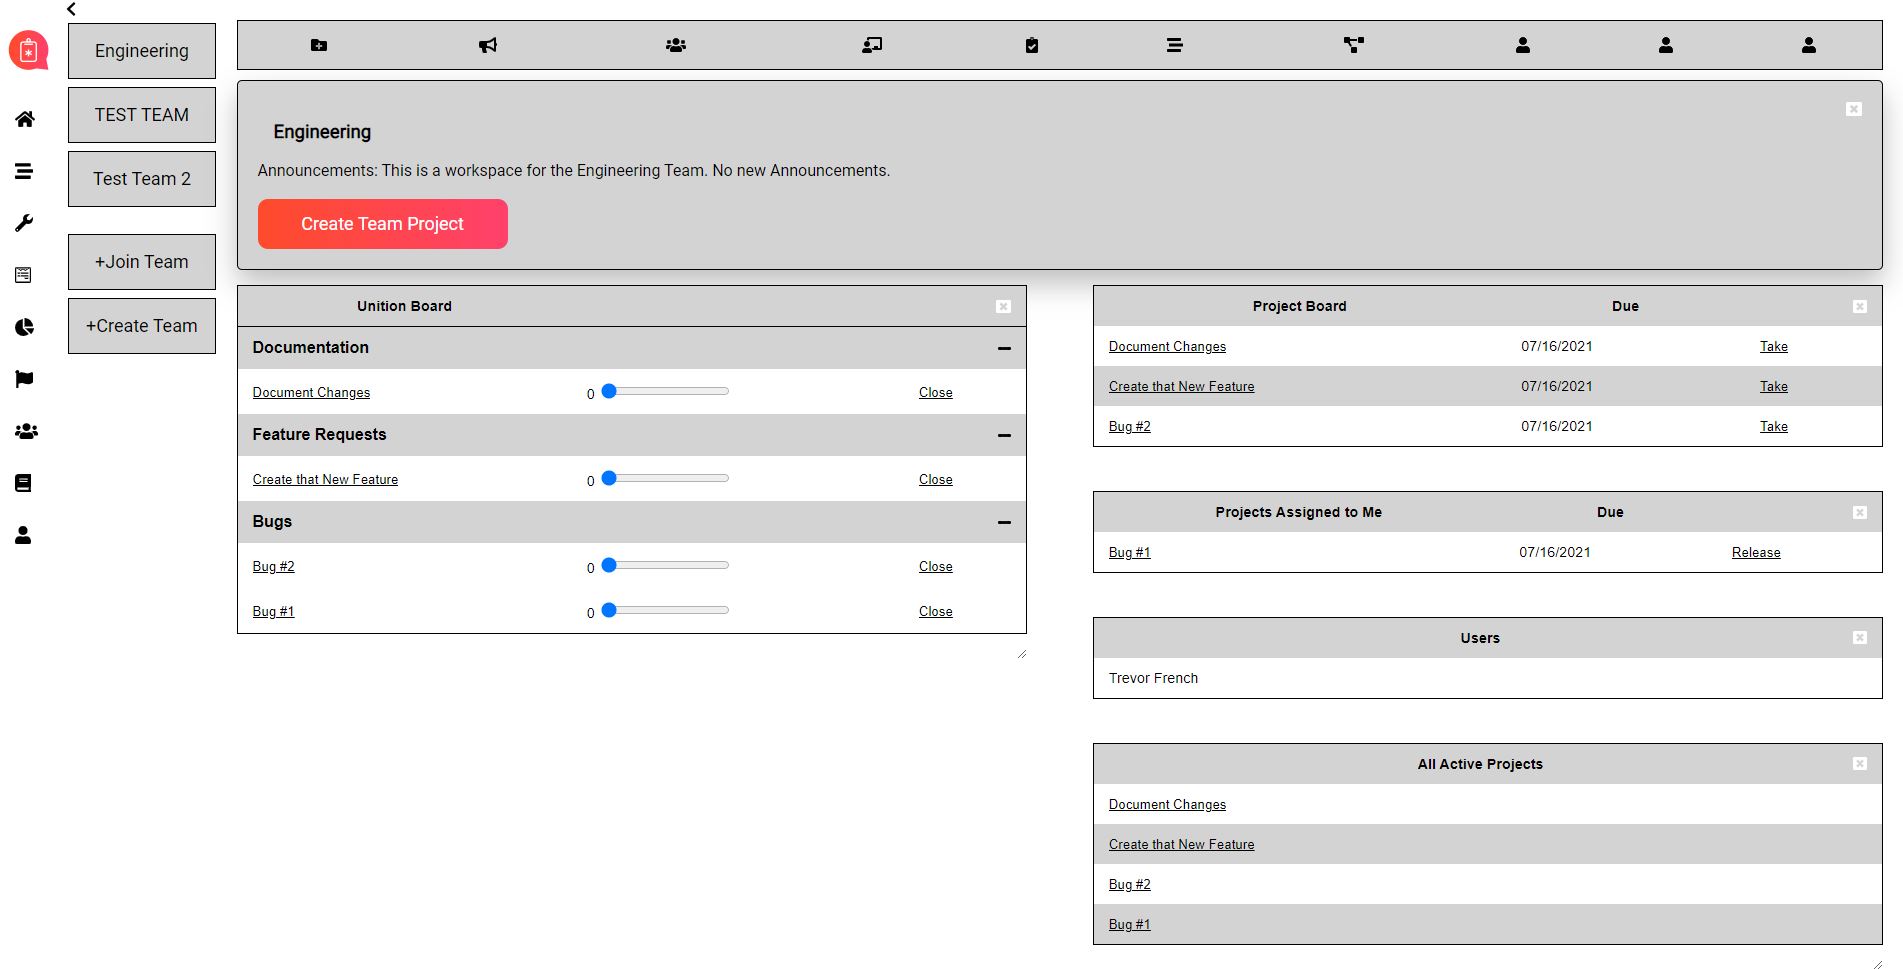 Engineering
TEST TEAM
Test Team 2
+Join Team
+Create Team
Engineering
Announcements: This is a workspace for the Engineering Team. No new Announcements.
Create Team Project
Unition Board
Documentation
Document Changes 0 Close
Feature Requests
Create that New Feature 0 Close
Bugs
Bug #2 0 Close
Bug #1 0 Close
Project Board Due
Document Changes 07/16/2021 Take
Create that New Feature 07/16/2021 Take
Bug #2 07/16/2021 Take
Projects Assigned to Me Due
Bug #1 07/16/2021 Release
Users
Trevor French
All Active Projects
Document Changes
Create that New Feature
Bug #2
Bug #1